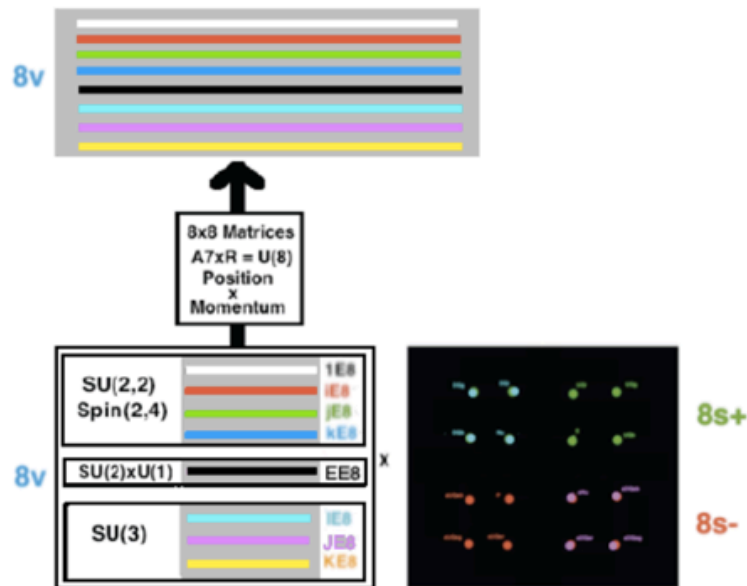 8v
8x8 Matrices
A7xR = U(8)
Position
x
Momentum
SU(2,2)
Spin(2,4)
1E8
iE8
jE8
kE8
8v
SU(2)xU(1)
EE8
SU(3)
IE8
JE8
KE8
x
8s+
8s-